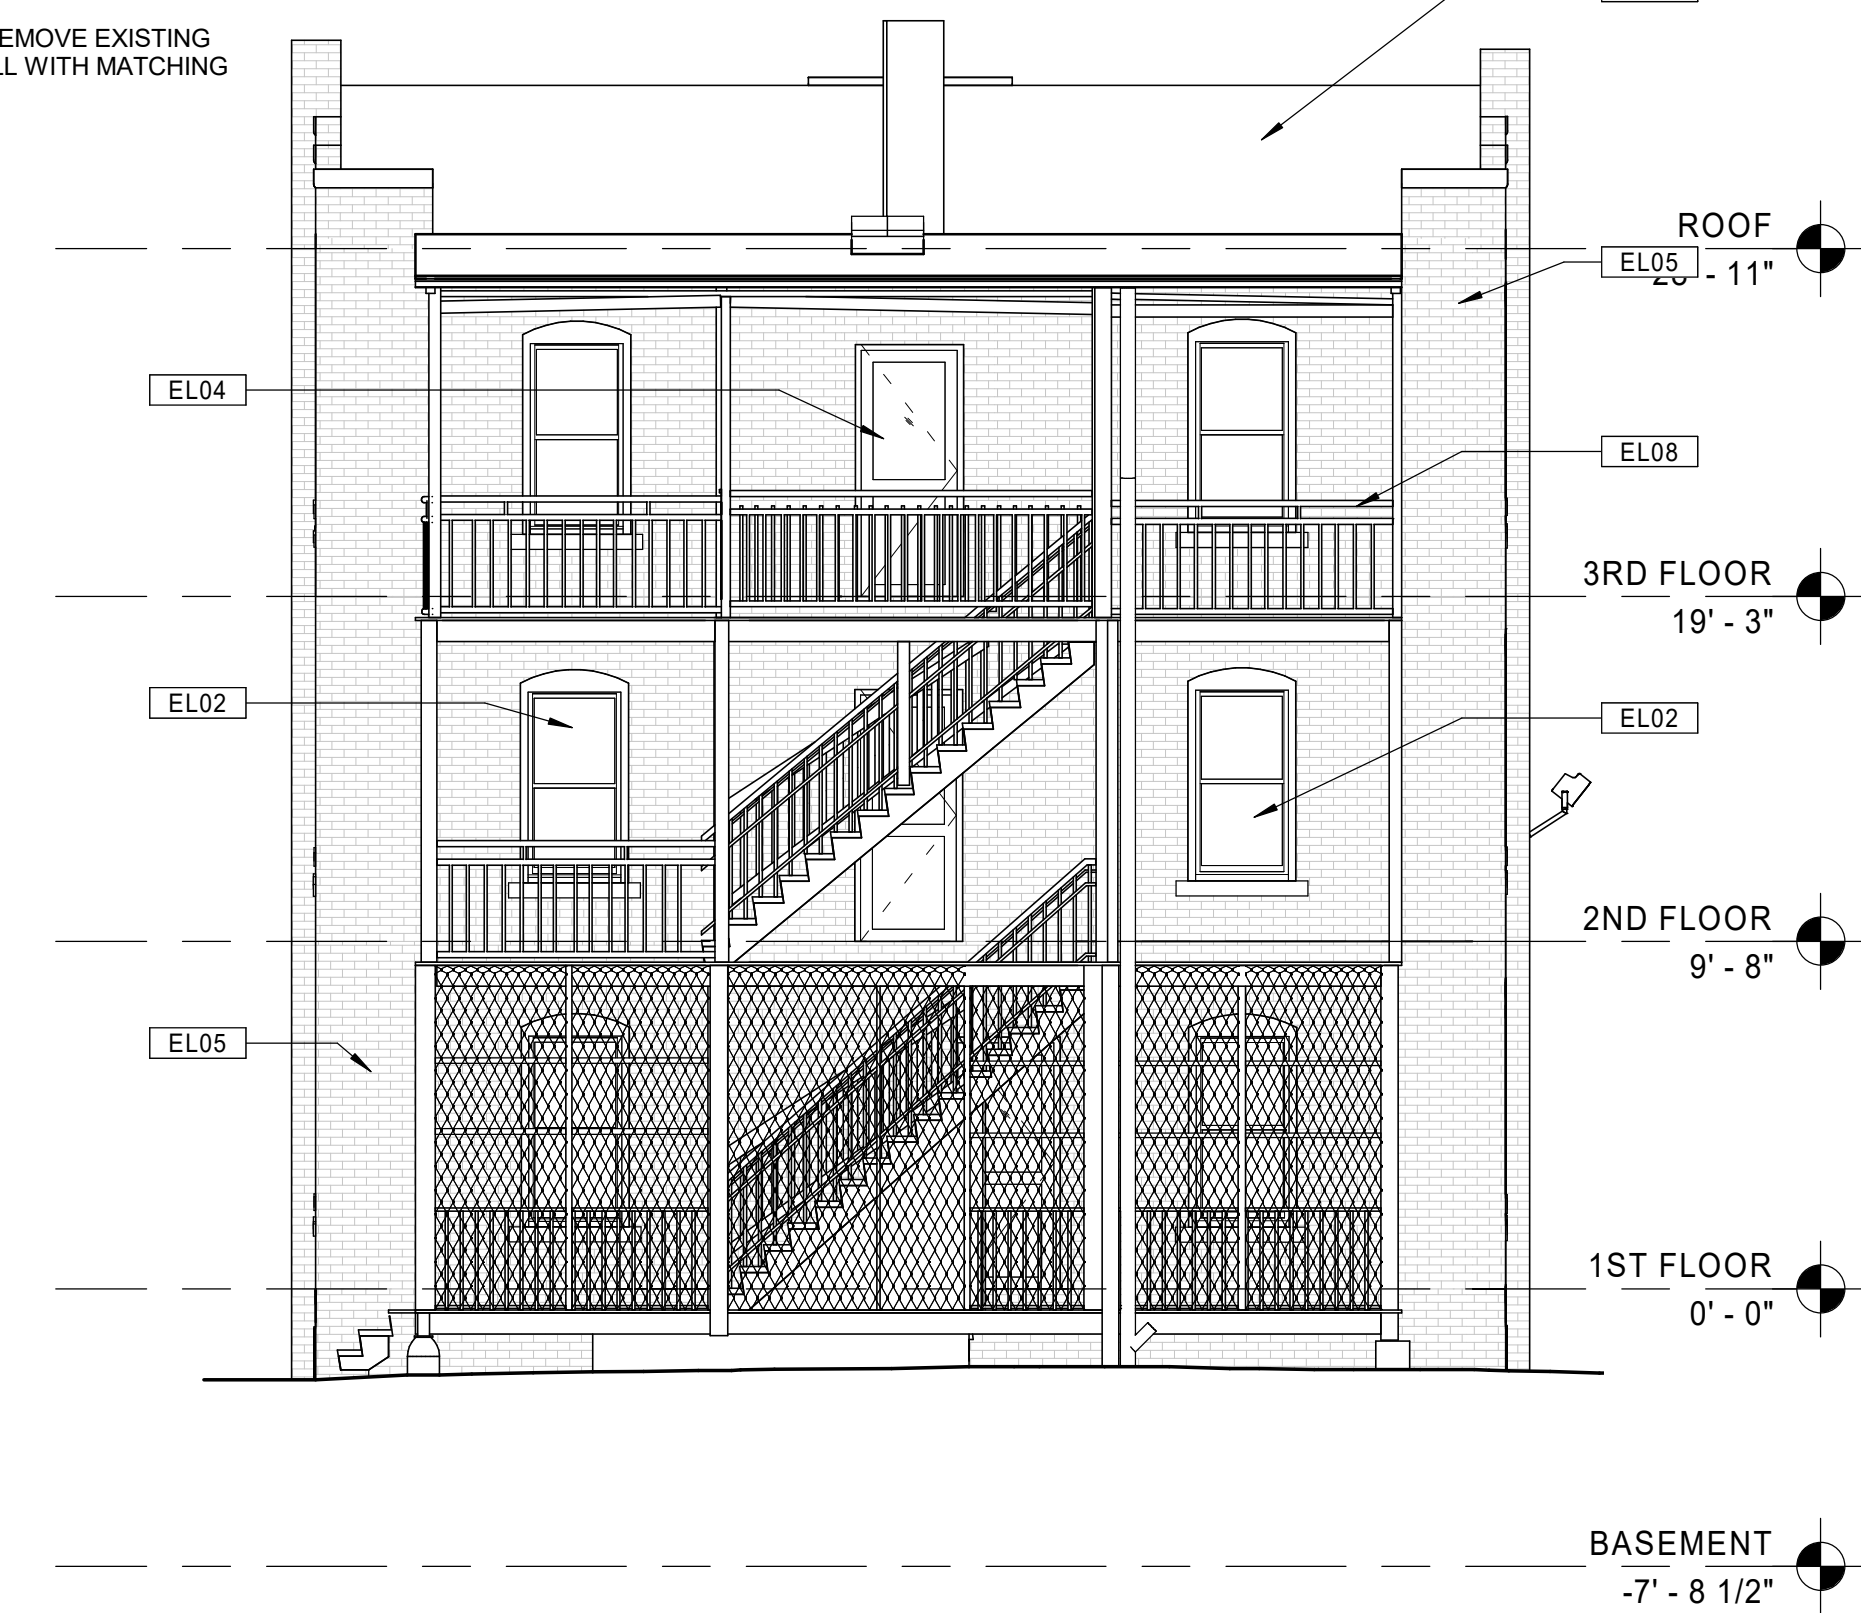 EMOVE EXISTING
LL WITH MATCHING
ROOF
EL05
- 11"
EL04
EL08
3RD FLOOR
19' - 3"
EL02
EL02
2ND FLOOR
9' - 8"
EL05
1ST FLOOR
0' - 0"
BASEMENT
-7' - 8 1/2"